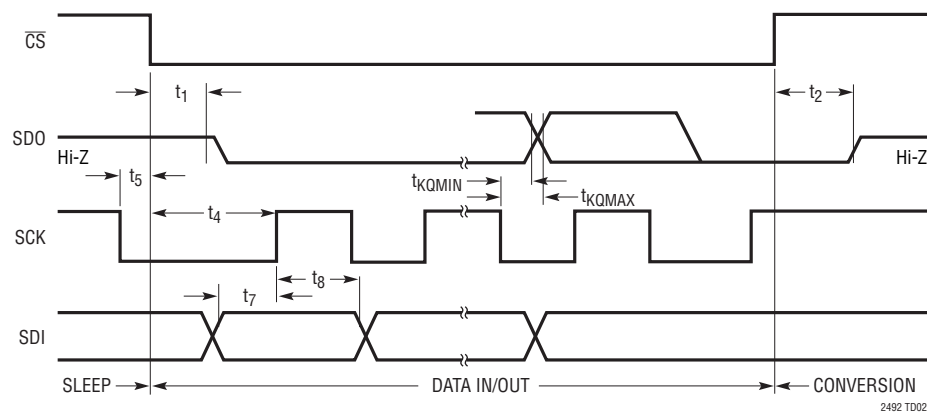 CS
t1
t2
SDO
Hi-Z
Hi-Z
t5
tKQMIN
tKQMAX
t4
SCK
t8
t7
SDI
SLEEP
DATA IN/OUT
CONVERSION
2492 TD02